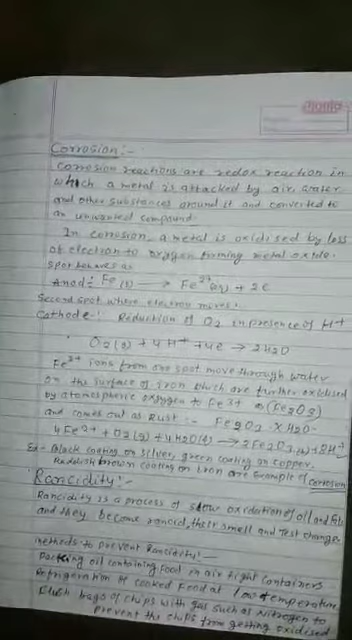 Corrosion:-
Corrosion reactions are redox reaction in
which a metal is attacked by air, water
and other substances around it and converted to
an unwanted compound.
In corrosion, a metal is oxidised by loss
of electron to oxygen forming metal oxide.
spot behaves as
Anode:- Fe (s) → Fe²⁺ (aq) + 2e
Second spot where electron moves.
Cathode:- Reduction of O₂ in presence of H+
O₂(g) + 4H⁺ + 4e → 2H₂O
Fe²⁺ ions from one spot move through water
on the surface of iron which are further oxidised
by atmospheric oxygen to Fe³⁺ (Fe₂O₃)
and comes out as Rust:- Fe₂O₃ · XH₂O
4Fe²⁺ + O₂(g) + 4H₂O(l) → 2Fe₂O₃ (s) + 8H⁺
Ex- Black coating on silver, green coating on copper.
Reddish brown coating on iron are example of corrosion
Rancidity:-
Rancidity is a process of slow oxidation of oil and fats
and they become rancid, their smell and test changes
methods to prevent Rancidity:-
Packing oil containing food in air tight containers
Refrigeration of cooked food at low temperature
Flush bags of chips with gas such as Nitrogen to
prevent the chips from getting oxidised